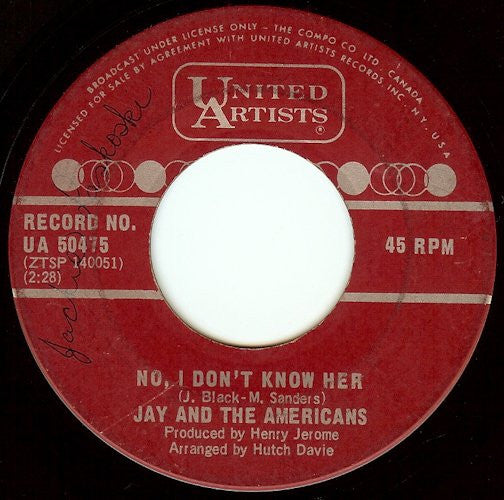 BROADCAST UNDER LICENSE ONLY - THE COMPO CO LTD, CANADA.
LICENSED FOR SALE BY AGREEMENT WITH UNITED ARTISTS RECORDS, INC. N.Y., USA
UNITED
ARTISTS®
RECORD NO.
UA 50475
(ZTSP 140051)
(2:28)
45 RPM
NO, I DON'T KNOW HER
(J. Black-M. Sanders)
JAY AND THE AMERICANS
Produced by Henry Jerome
Arranged by Hutch Davie